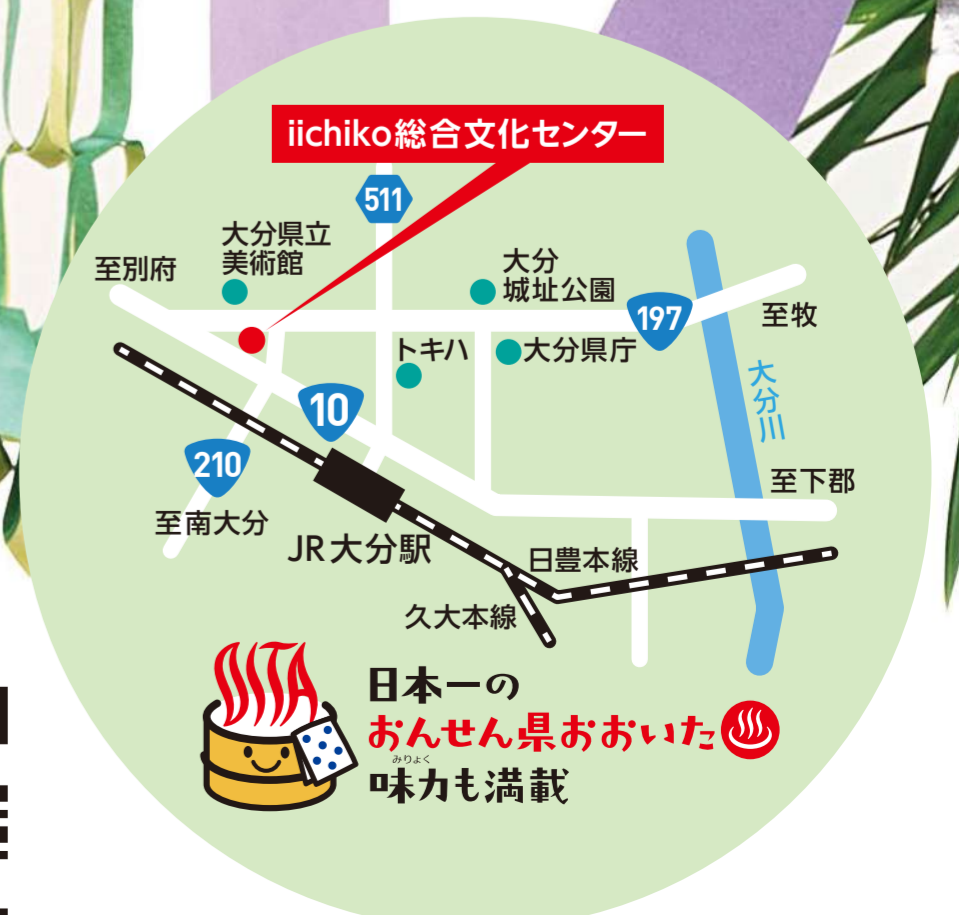 iichiko総合文化センター
511
大分県立
美術館
至別府
大分
城址公園
197
至牧
トキハ
大分県庁
大分川
10
210
至下郡
至南大分
JR大分駅
日豊本線
久大本線
OITA
日本一の
おんせん県おおいた
みりょく
味力も満載